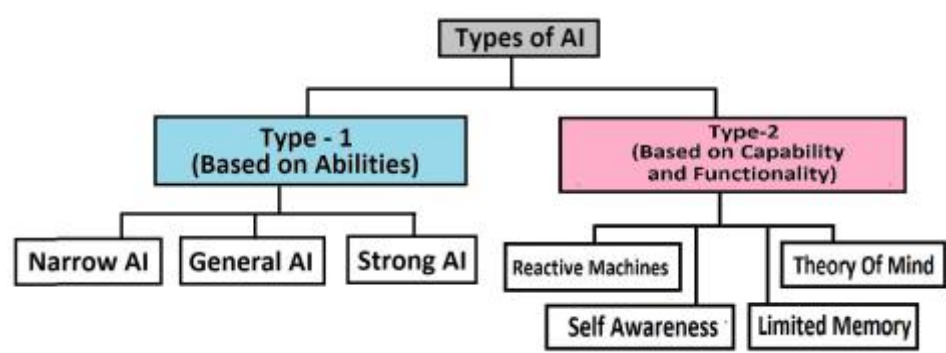 Types of AI
Type - 1
(Based on Abilities)
Type-2
(Based on Capability
and Functionality)
Narrow AI
General AI
Strong AI
Reactive Machines
Theory Of Mind
Self Awareness
Limited Memory